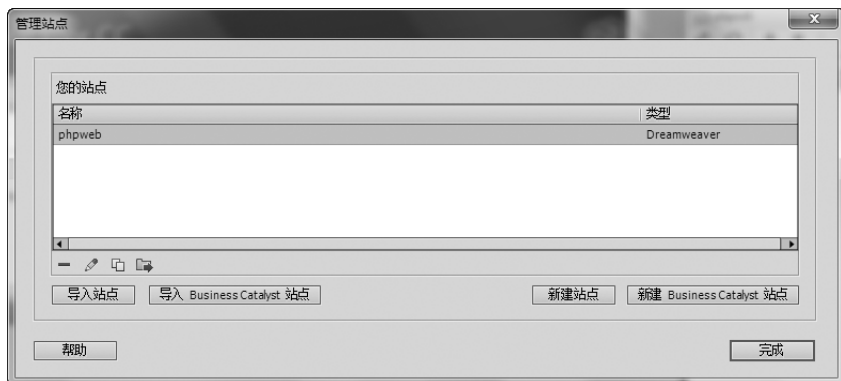 管理站点
您的站点
名称 类型
phpweb Dreamweaver
导入站点 导入 Business Catalyst 站点 新建站点 新建 Business Catalyst 站点
帮助 完成